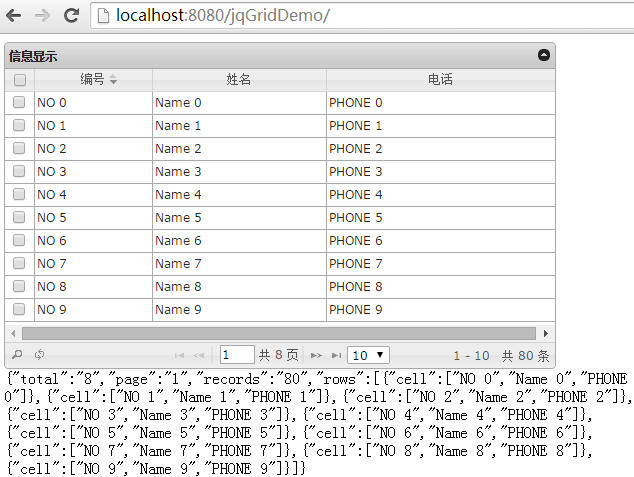 localhost:8080/jqGridDemo/
信息显示
编号 姓名 电话
NO 0 Name 0 PHONE 0
NO 1 Name 1 PHONE 1
NO 2 Name 2 PHONE 2
NO 3 Name 3 PHONE 3
NO 4 Name 4 PHONE 4
NO 5 Name 5 PHONE 5
NO 6 Name 6 PHONE 6
NO 7 Name 7 PHONE 7
NO 8 Name 8 PHONE 8
NO 9 Name 9 PHONE 9
1 共 8 页 10 1 - 10 共 80 条
{"total":"8","page":"1","records":"80","rows":[{"cell":["NO 0","Name 0","PHONE
0"]},{"cell":["NO 1","Name 1","PHONE 1"]},{"cell":["NO 2","Name 2","PHONE 2"]},
{"cell":["NO 3","Name 3","PHONE 3"]},{"cell":["NO 4","Name 4","PHONE 4"]},
{"cell":["NO 5","Name 5","PHONE 5"]},{"cell":["NO 6","Name 6","PHONE 6"]},
{"cell":["NO 7","Name 7","PHONE 7"]},{"cell":["NO 8","Name 8","PHONE 8"]},
{"cell":["NO 9","Name 9","PHONE 9"]}]}